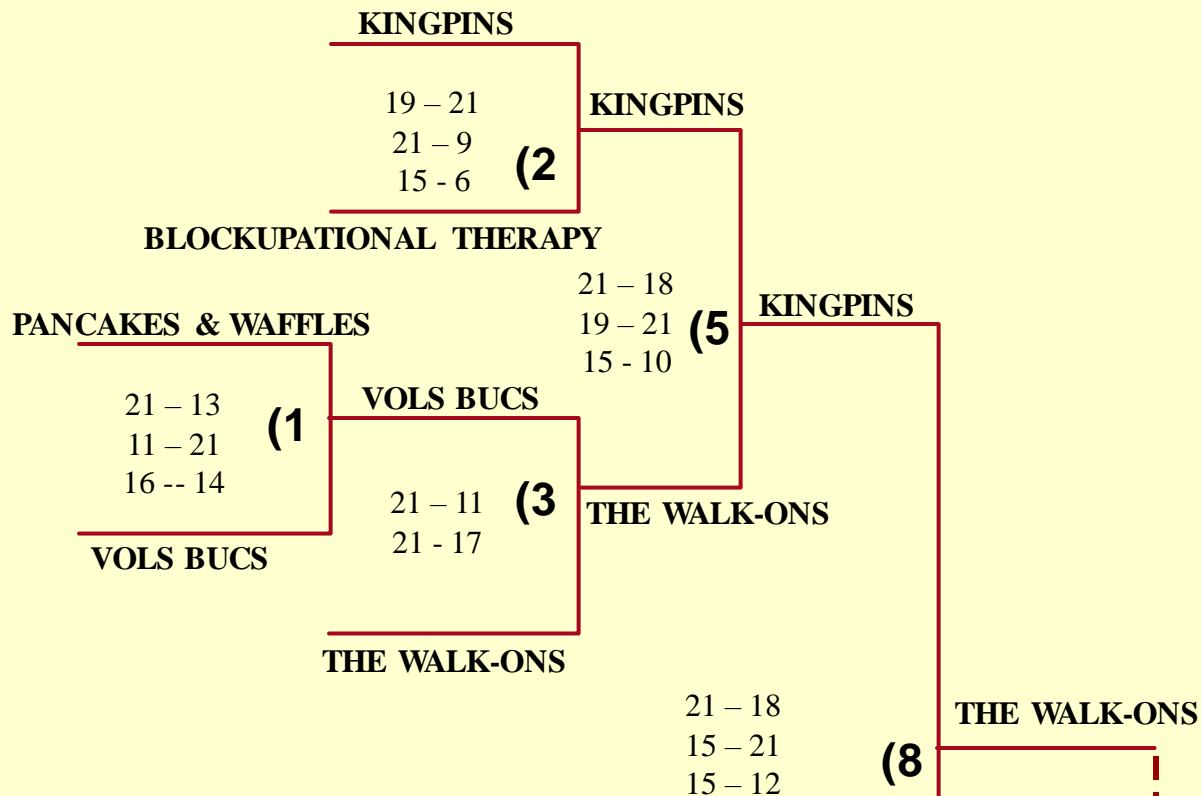 KINGPINS
19 – 21
21 – 9
15 - 6
(2
KINGPINS
BLOCKUPATIONAL THERAPY
21 – 18
19 – 21
15 - 10
(5
KINGPINS
PANCAKES & WAFFLES
21 – 13
11 – 21
16 -- 14
(1
VOLS BUCS
VOLS BUCS
21 – 11
21 - 17
(3
THE WALK-ONS
THE WALK-ONS
21 – 18
15 – 21
15 – 12
(8
THE WALK-ONS